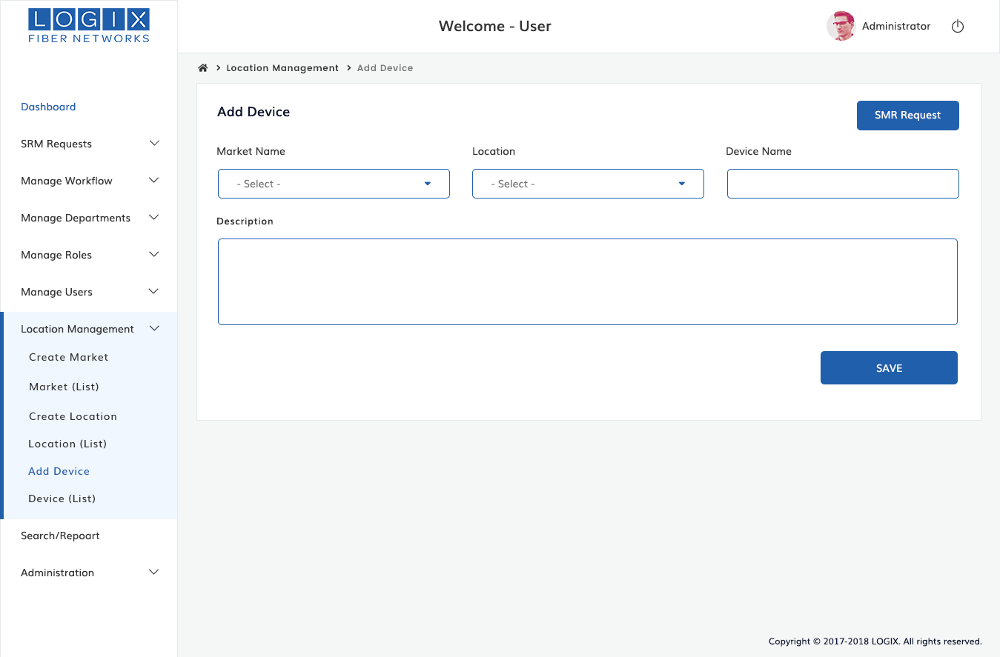 LOGIX
FIBER NETWORKS
Welcome - User
Administrator
Location Management
Add Device
Dashboard
SRM Requests
Manage Workflow
Manage Departments
Manage Roles
Manage Users
Location Management
Create Market
Market (List)
Create Location
Location (List)
Add Device
Device (List)
Search/Repoart
Administration
Add Device
SMR Request
Market Name
Location
Device Name
- Select -
- Select -
Description
SAVE
Copyright © 2017-2018 LOGIX. All rights reserved.